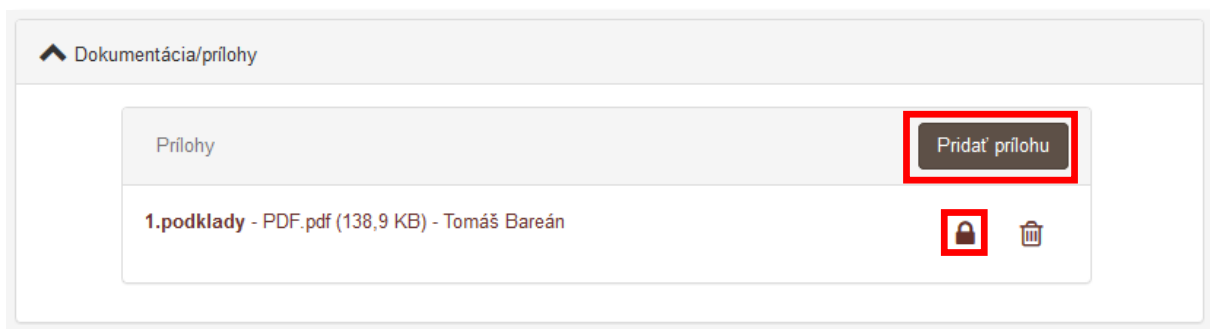 Dokumentácia/prílohy
Prílohy
Pridať prílohu
1.podklady - PDF.pdf (138,9 KB) - Tomáš Bareán